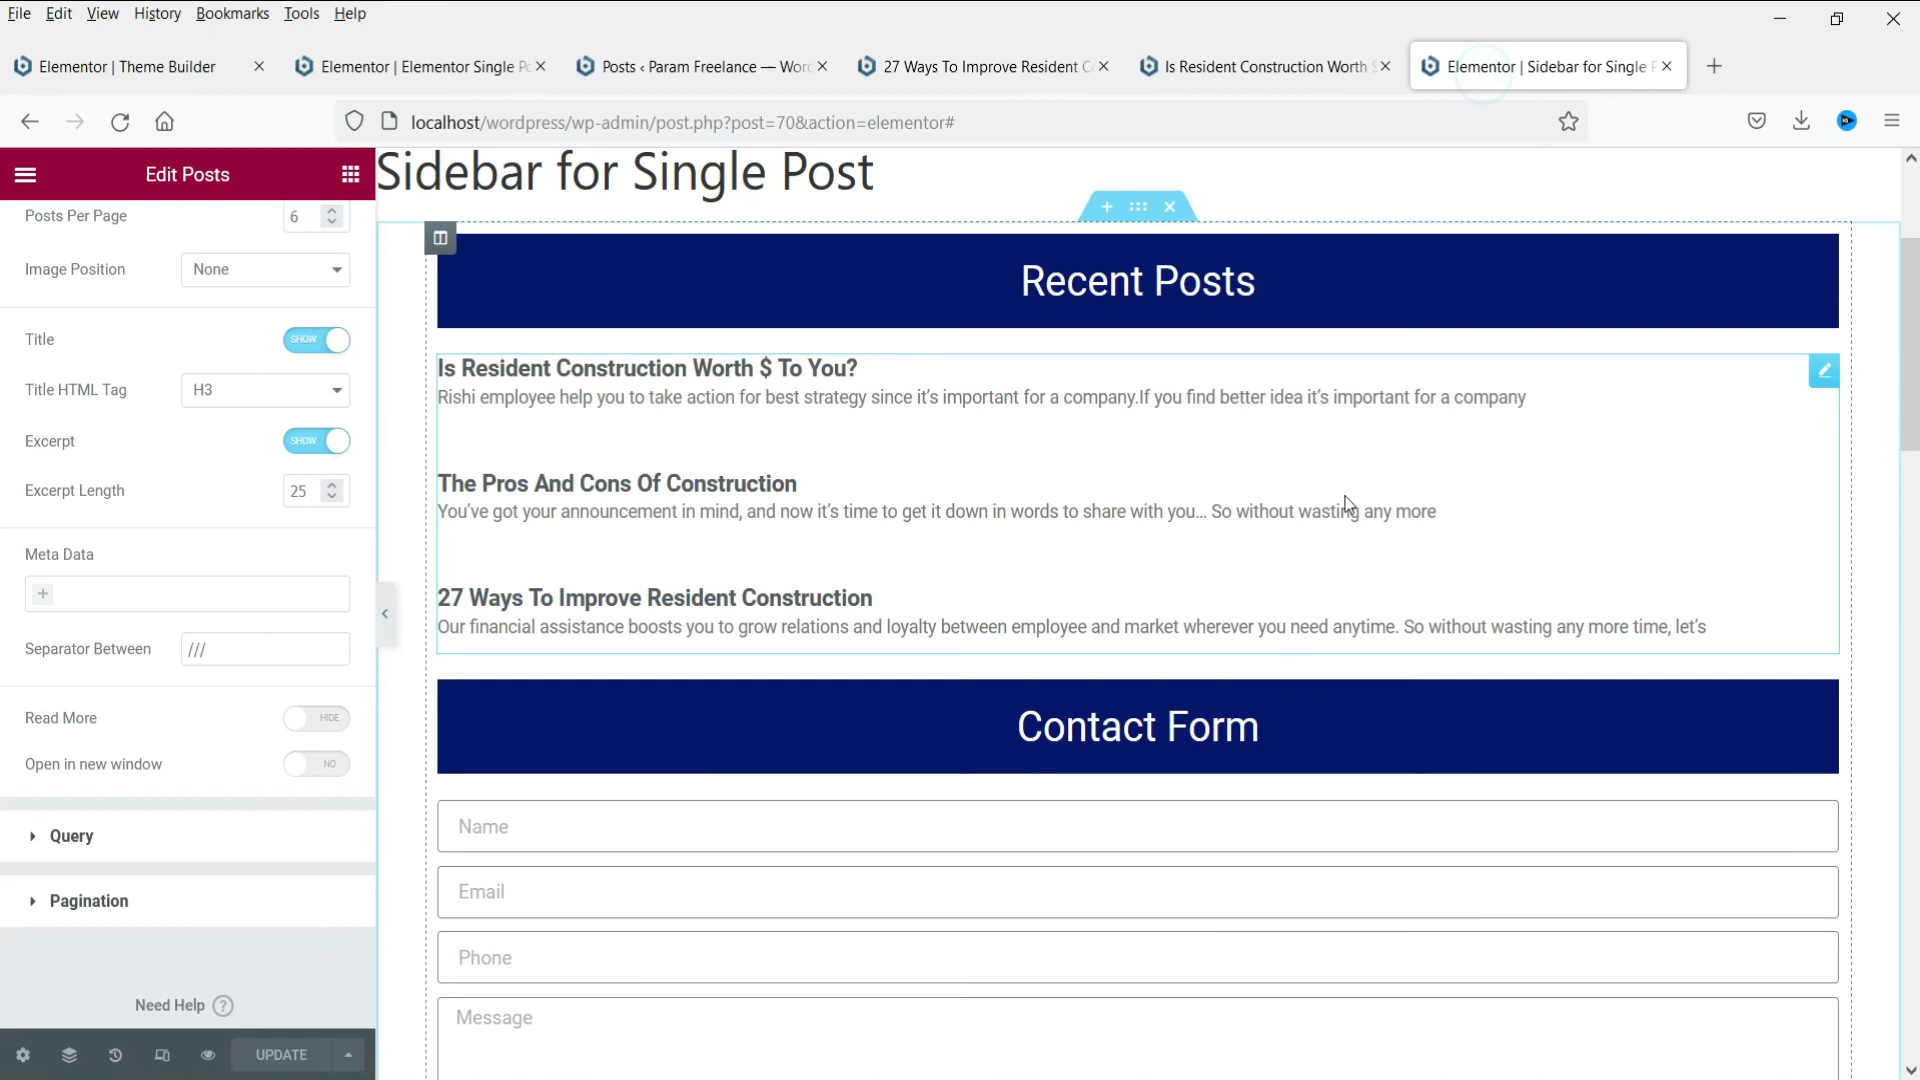 File Edit View History Bookmarks Tools Help
Elementor | Theme Builder
Elementor | Elementor Single Po
Posts ‹ Param Freelance — Wor
27 Ways To Improve Resident C
Is Resident Construction Worth $
Elementor | Sidebar for Single P
localhost/wordpress/wp-admin/post.php?post=70&action=elementor#
Edit Posts
Posts Per Page 6
Image Position None
Title SHOW
Title HTML Tag H3
Excerpt SHOW
Excerpt Length 25
Meta Data
+
Separator Between ///
Read More HIDE
Open in new window NO
Query
Pagination
Need Help ?
UPDATE
Sidebar for Single Post
Recent Posts
Is Resident Construction Worth $ To You?
Rishi employee help you to take action for best strategy since it's important for a company.If you find better idea it's important for a company
The Pros And Cons Of Construction
You've got your announcement in mind, and now it's time to get it down in words to share with you... So without wasting any more
27 Ways To Improve Resident Construction
Our financial assistance boosts you to grow relations and loyalty between employee and market wherever you need anytime. So without wasting any more time, let's
Contact Form
Name
Email
Phone
Message